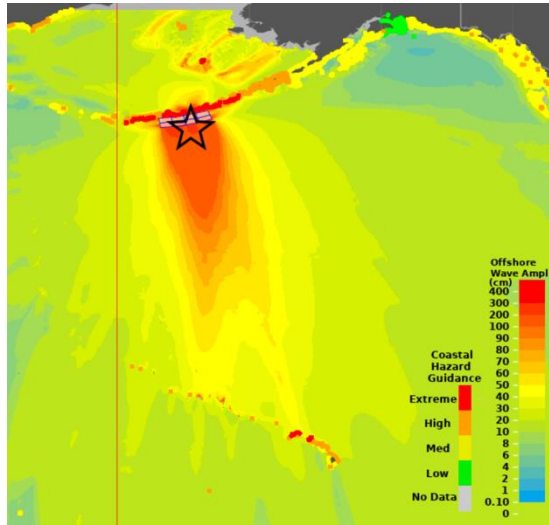 Offshore
Wave Ampl
(cm)
400
300
200
100
90
80
70
60
50
40
30
20
10
8
6
4
2
1
0.10
0
Coastal
Hazard
Guidance
Extreme
High
Med
Low
No Data